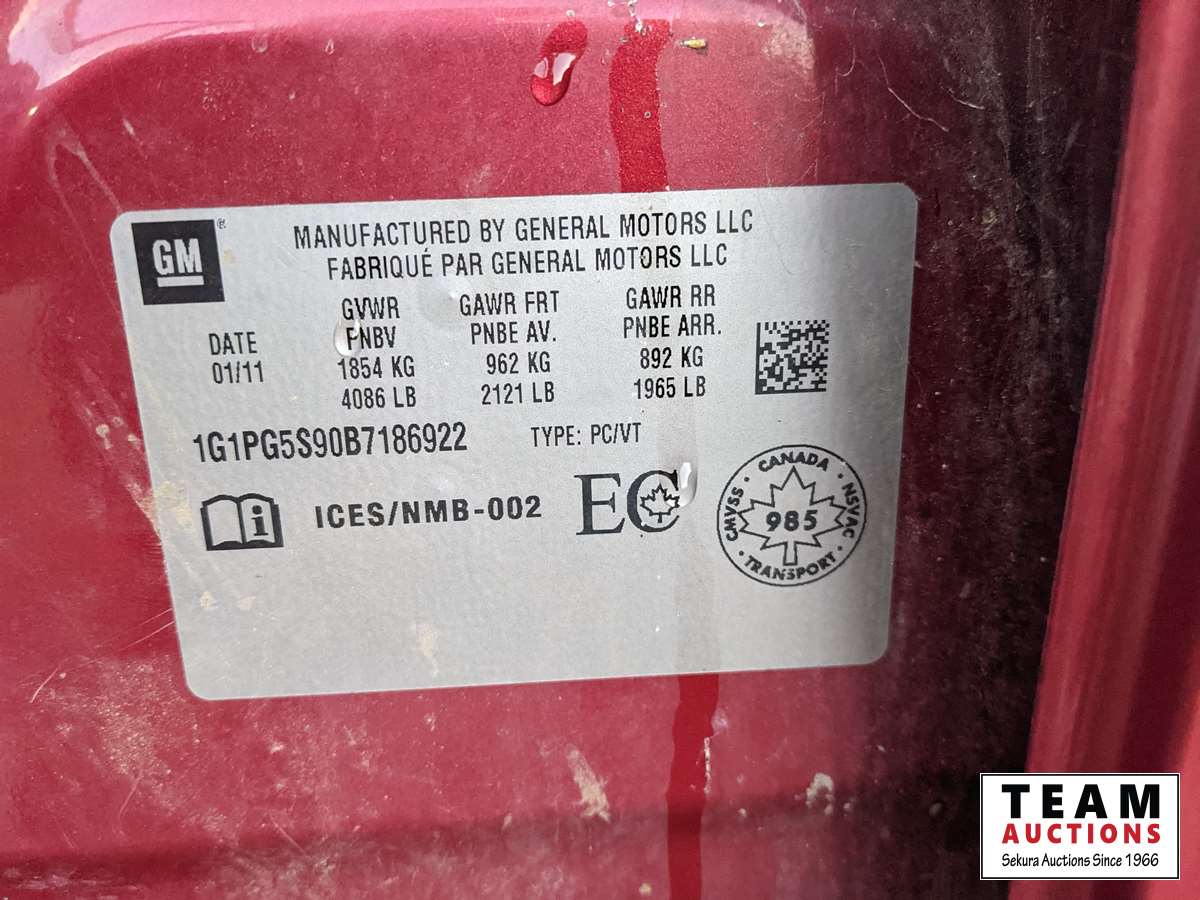 GM ®
MANUFACTURED BY GENERAL MOTORS LLC
FABRIQUÉ PAR GENERAL MOTORS LLC
GVWR GAWR FRT GAWR RR
DATE PNBV PNBE AV. PNBE ARR.
01/11 1854 KG 962 KG 892 KG
4086 LB 2121 LB 1965 LB
1G1PG5S90B7186922 TYPE: PC/VT
i ICES/NMB-002 EC
CANADA
CMVSS 985 NSVAC
TRANSPORT
TEAM
AUCTIONS
Sekura Auctions Since 1966